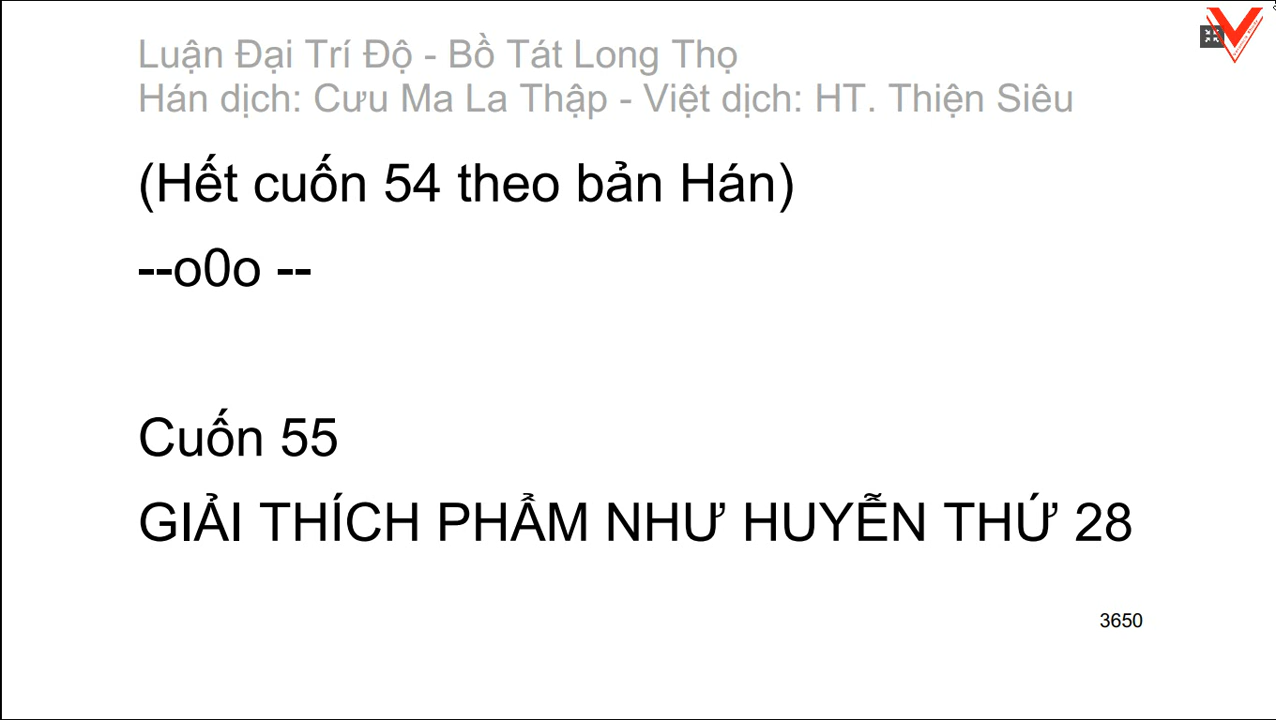 Luận Đại Trí Độ - Bồ Tát Long Thọ
Hán dịch: Cưu Ma La Thập - Việt dịch: HT. Thiện Siêu
(Hết cuốn 54 theo bản Hán)
--o0o --
Cuốn 55
GIẢI THÍCH PHẨM NHƯ HUYỄN THỨ 28
3650